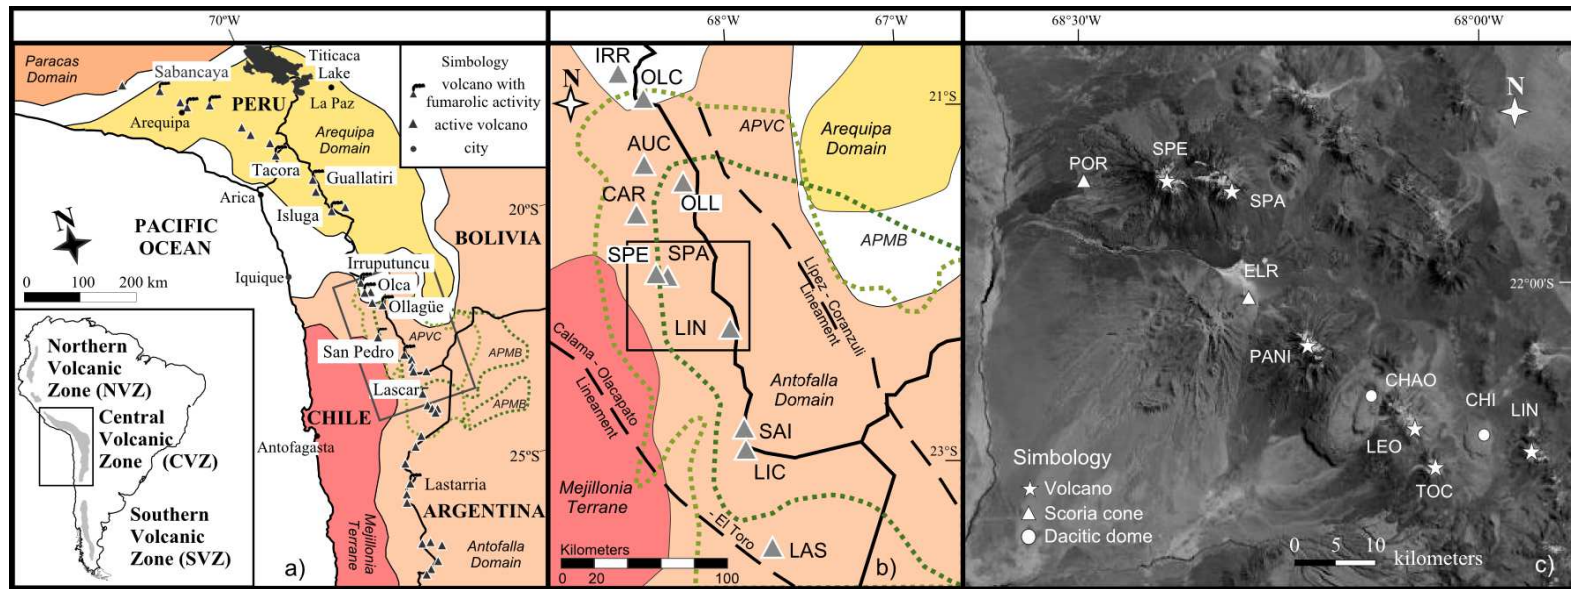 70ºW
Paracas
Domain
Sabancaya
Titicaca
Lake
La Paz
PERU
Arequipa
Arequipa
Domain
Tacora
Guallatiri
Arica
Isluga
20ºS
N
PACIFIC
OCEAN
BOLIVIA
0 100 200 km
Iquique
Irruputuncu
Olca
Ollagüe
APVC
APMB
San Pedro
Lascar
APMB
CHILE
Antofagasta
25ºS
Lastarria
ARGENTINA
Mejillonia
Terrane
Antofalla
Domain
a)
Simbology
volcano with
fumarolic activity
active volcano
city
Northern
Volcanic
Zone (NVZ)
Central
Volcanic
Zone (CVZ)
Southern
Volcanic
Zone (SVZ)
68ºW
67ºW
IRR
N
OLC
21ºS
APVC
Arequipa
Domain
AUC
CAR
OLL
APMB
SPE
SPA
Lípez - Coranzuli
Lineament
LIN
Calama - Olacapato
Lineament
- El Toro
Antofalla
Domain
SAI
LIC
23ºS
Mejillonia
Terrane
LAS
Kilometers
0 20 100
b)
68º30'W
68º00'W
N
POR
SPE
SPA
ELR
22º00'S
PANI
CHAO
CHI
LIN
LEO
TOC
Simbology
Volcano
Scoria cone
Dacitic dome
0 5 10
kilometers
c)